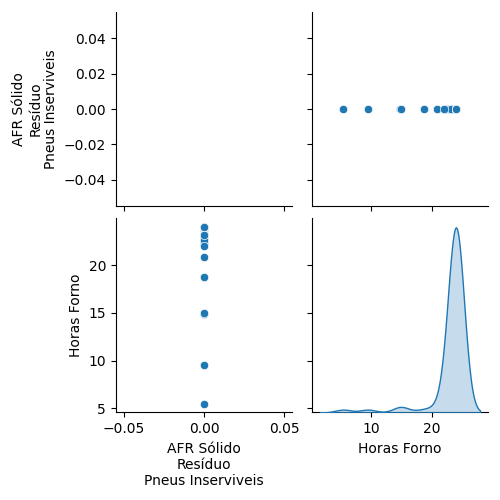 0.04
0.02
0.00
−0.02
−0.04
AFR Sólido
Resíduo
Pneus Inserviveis
20
15
10
5
Horas Forno
−0.05
0.00
0.05
AFR Sólido
Resíduo
Pneus Inserviveis
10
20
Horas Forno